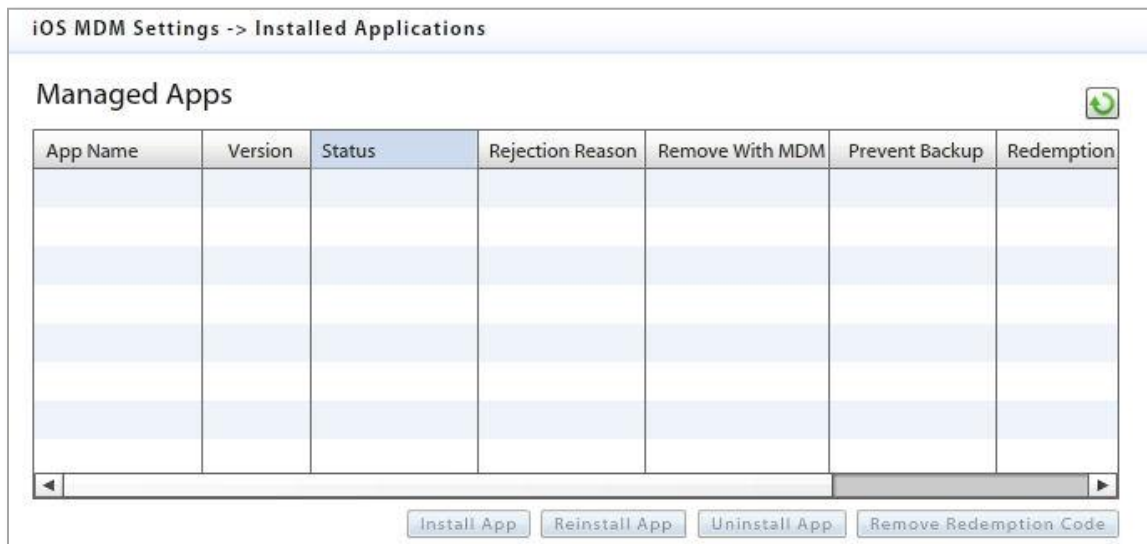 iOS MDM Settings -> Installed Applications
Managed Apps
App Name Version Status Rejection Reason Remove With MDM Prevent Backup Redemption
Install App Reinstall App Uninstall App Remove Redemption Code